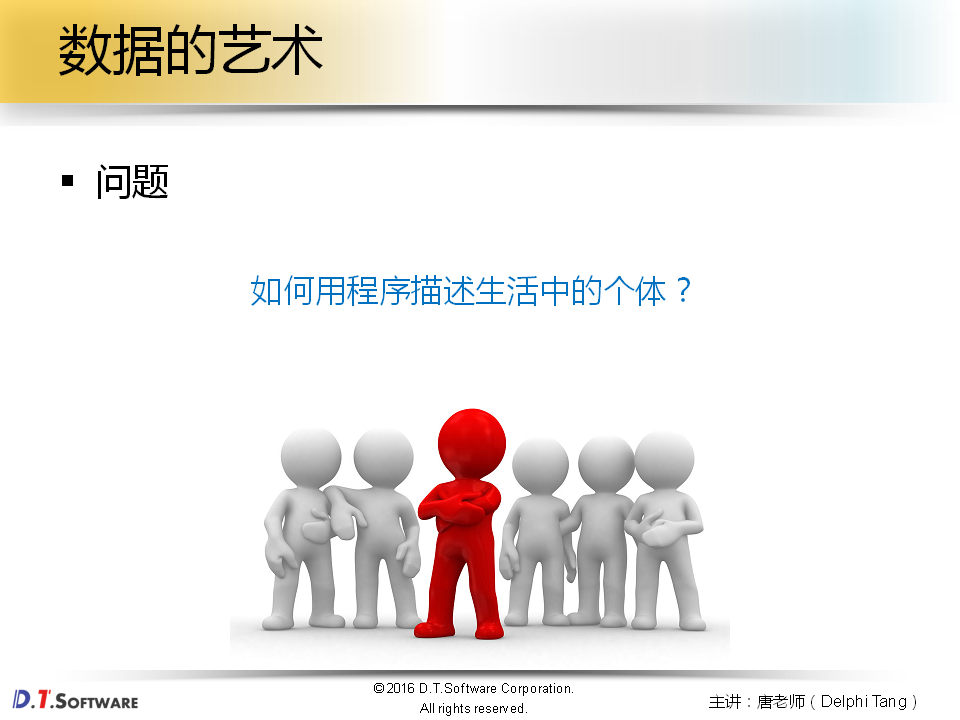 数据的艺术
▪ 问题
如何用程序描述生活中的个体？
D.T.SOFTWARE
©2016 D.T.Software Corporation.
All rights reserved.
主讲：唐老师（Delphi Tang）